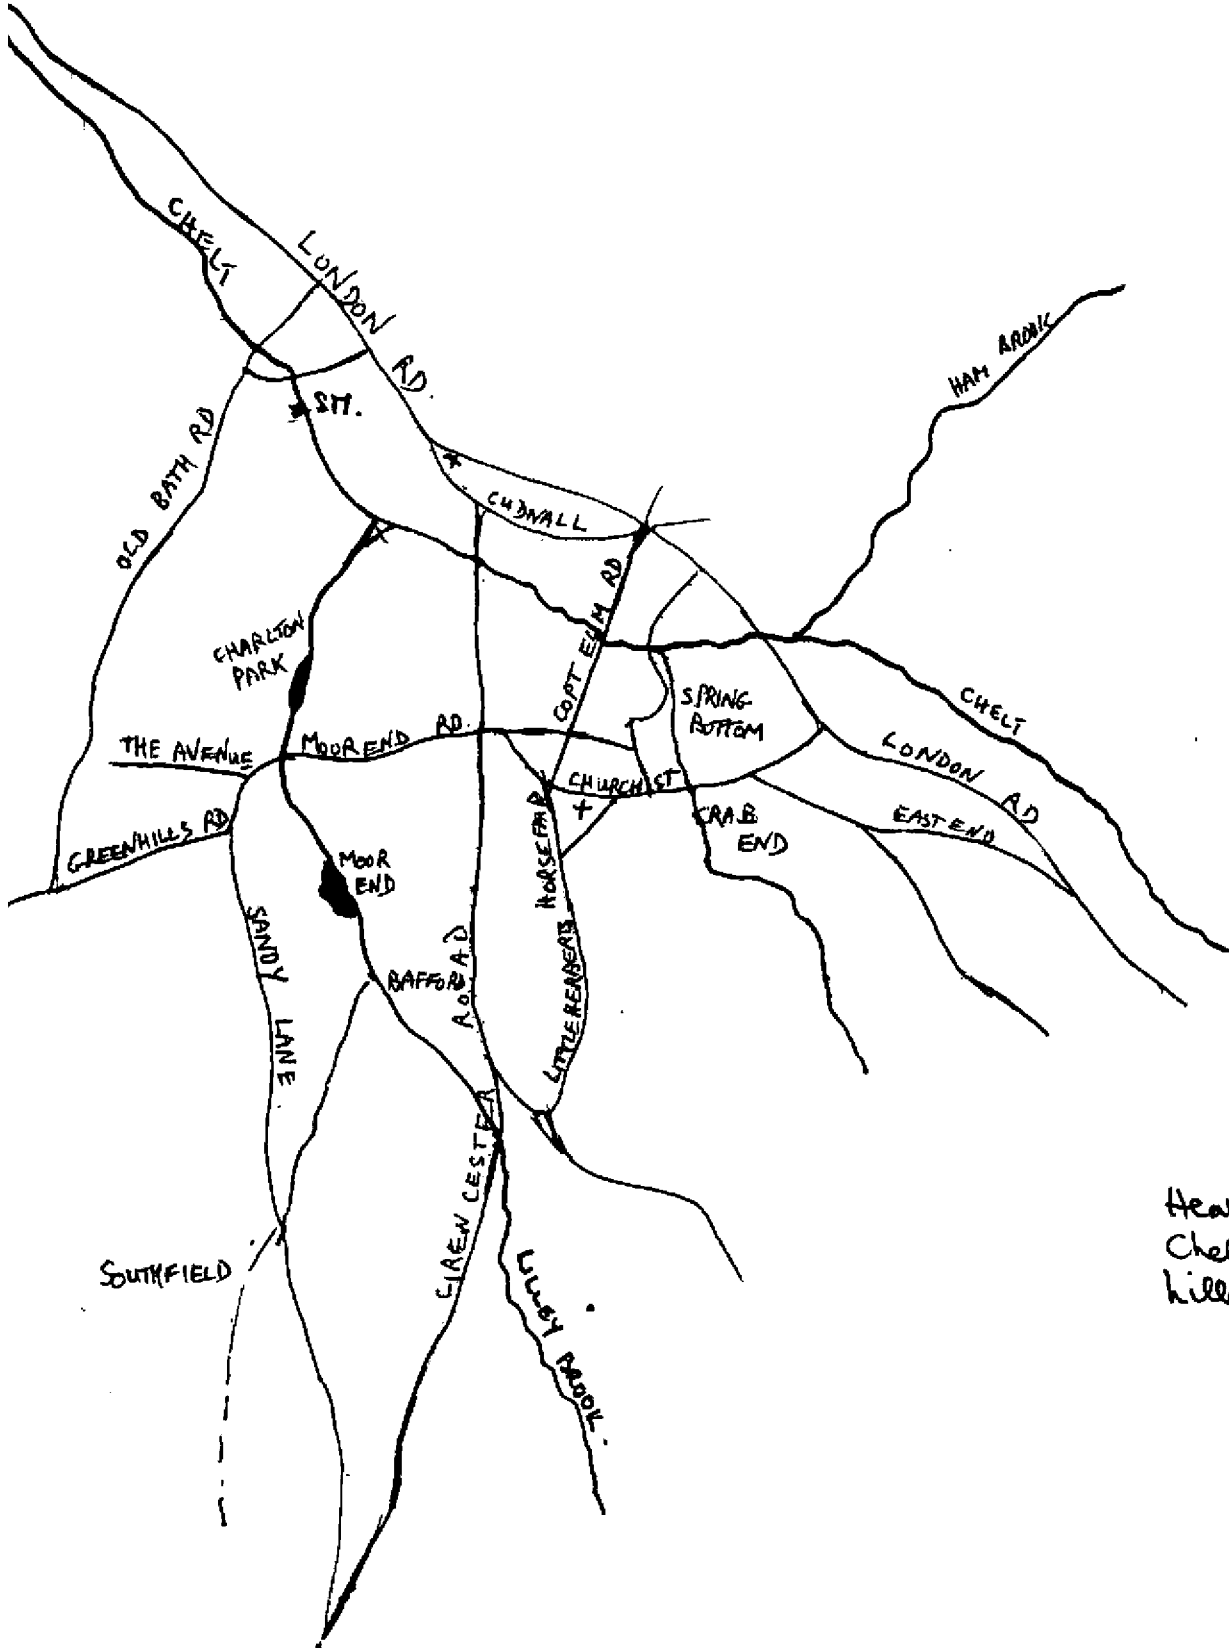 CHELT
LONDON
RD.
HAM BROOK
SM.
OLD BATH RD
CUDNALL
COPT ELM RD
CHARLTON
PARK
SPRING
BOTTOM
CHELT
THE AVENUE
MOOREND RD.
CHURCH ST
LONDON RD
GREENHILLS RD
HORSEFAIR
CRAB
END
EAST END
MOOR
END
SANDY LANE
BAFFORD
LITTLEHERBERTS
CIRENCESTER ROAD
SOUTHFIELD
LILLEY BROOK.